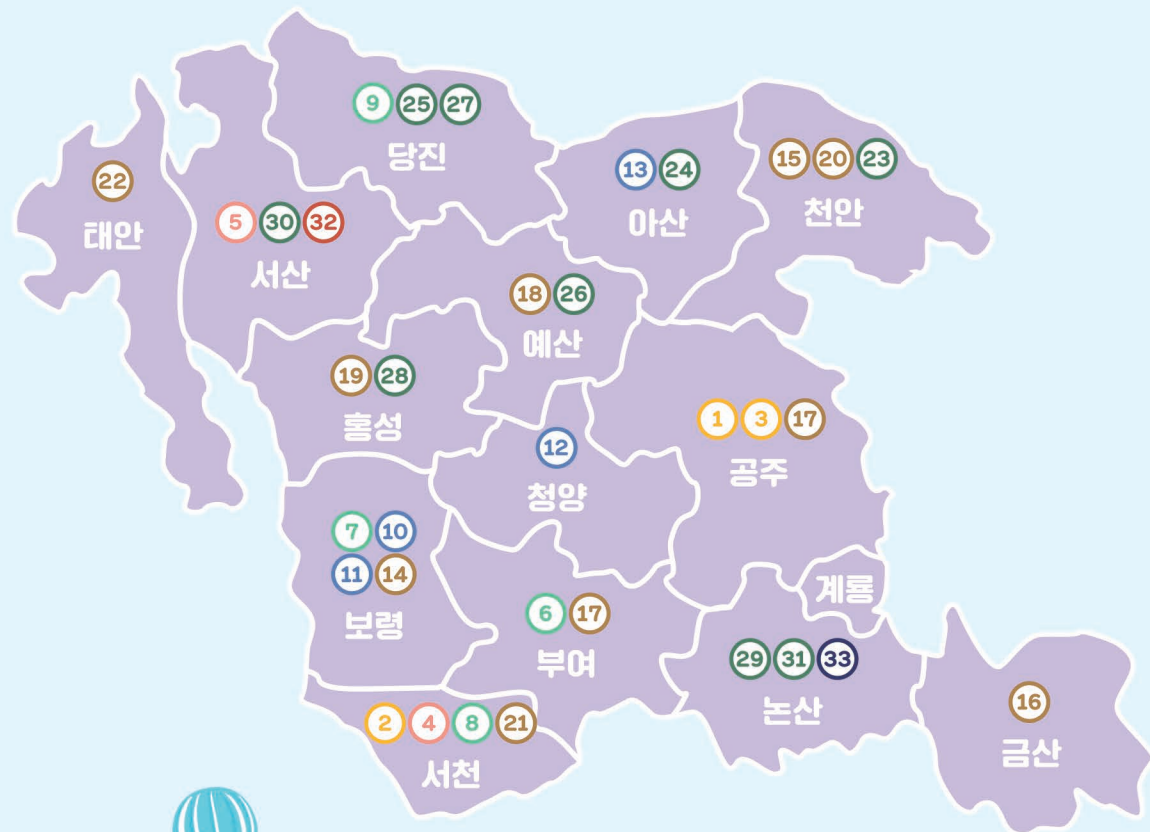 9 25 27
당진
13 24
아산
15 20 23
천안
22
태안
5 30 32
서산
18 26
예산
19 28
홍성
1 3 17
공주
12
청양
7 10
11 14
보령
계룡
6 17
부여
29 31 33
논산
16
금산
2 4 8 21
서천